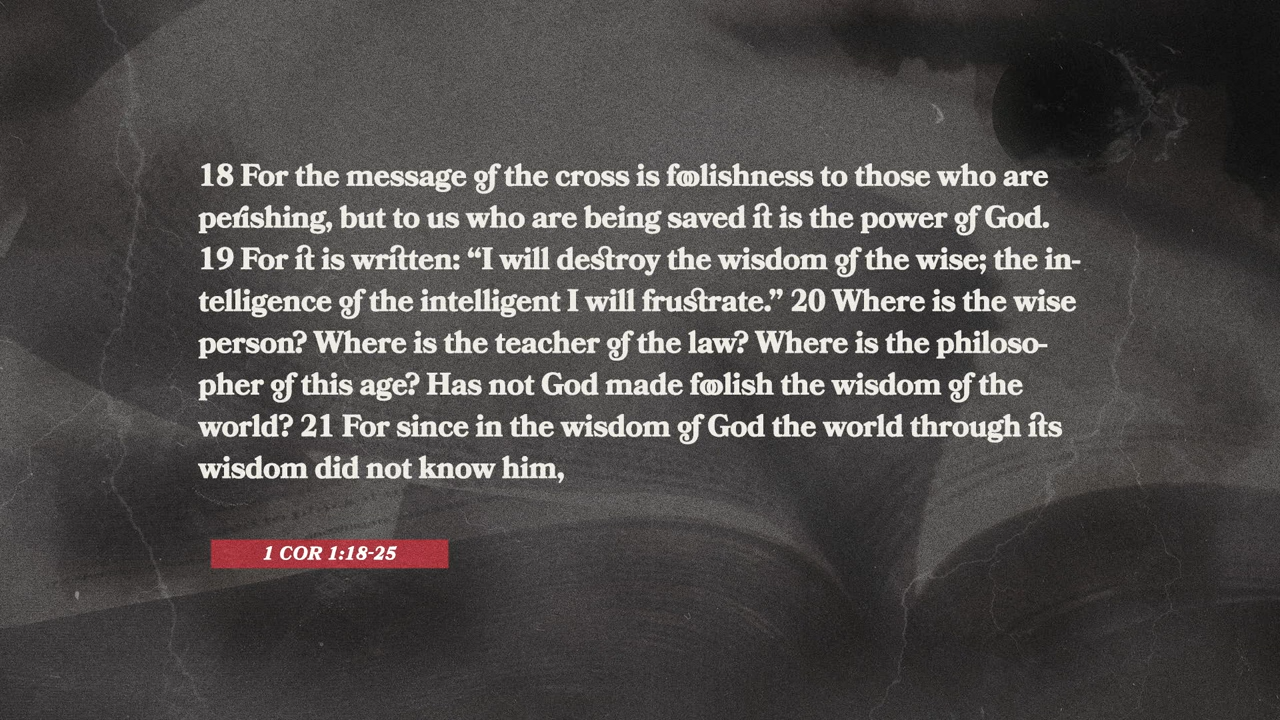 18 For the message of the cross is foolishness to those who are
perishing, but to us who are being saved it is the power of God.
19 For it is written: “I will destroy the wisdom of the wise; the in-
telligence of the intelligent I will frustrate.” 20 Where is the wise
person? Where is the teacher of the law? Where is the philoso-
pher of this age? Has not God made foolish the wisdom of the
world? 21 For since in the wisdom of God the world through its
wisdom did not know him,
1 COR 1:18-25